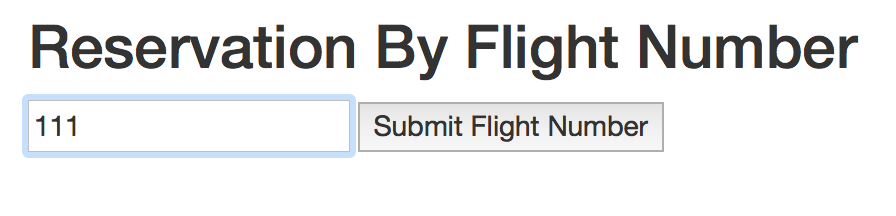 Reservation By Flight Number
111 Submit Flight Number